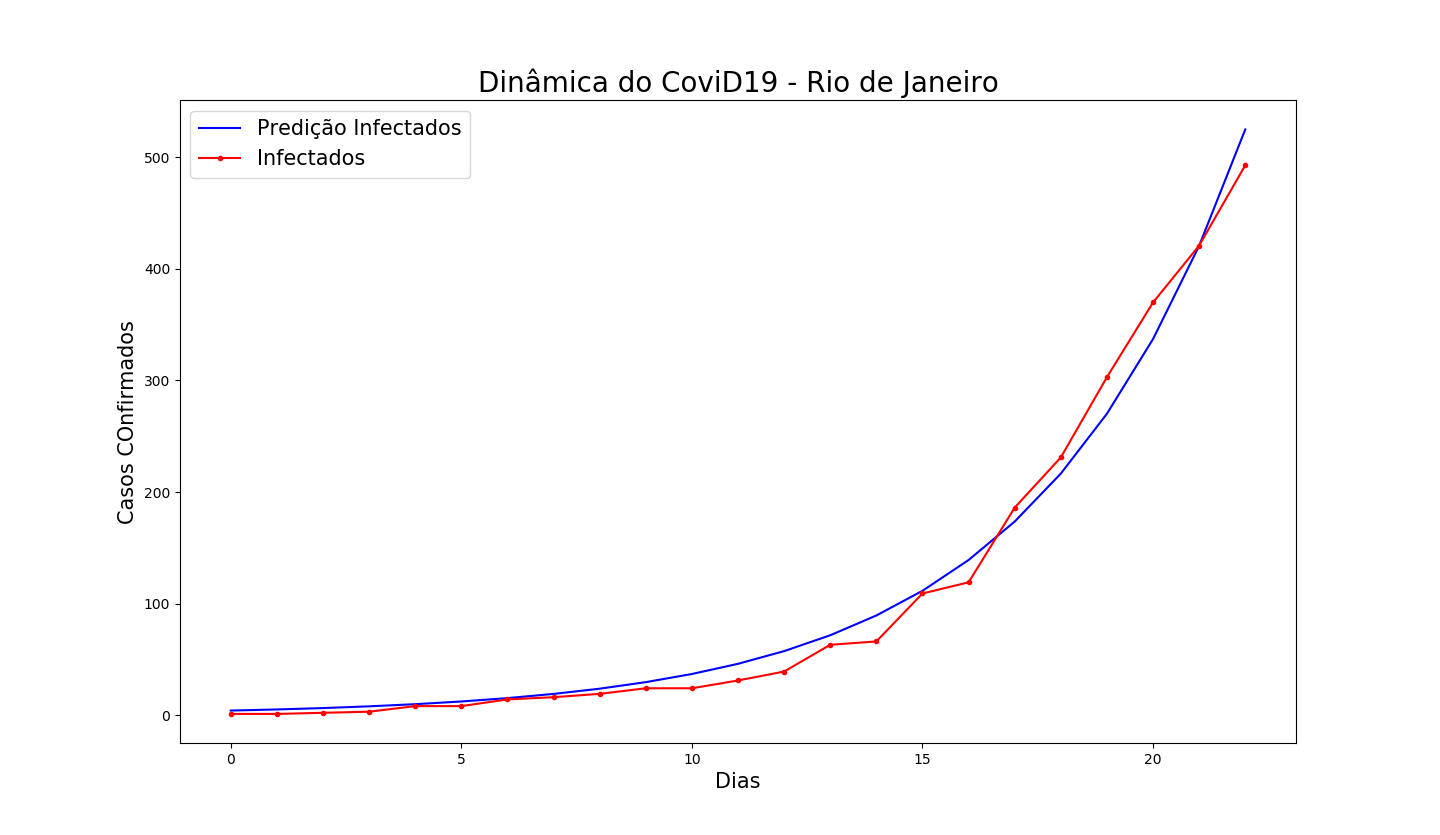 Dinâmica do CoviD19 - Rio de Janeiro
Predição Infectados
Infectados
Casos COnfirmados
500
400
300
200
100
0
0 5 10 15 20
Dias